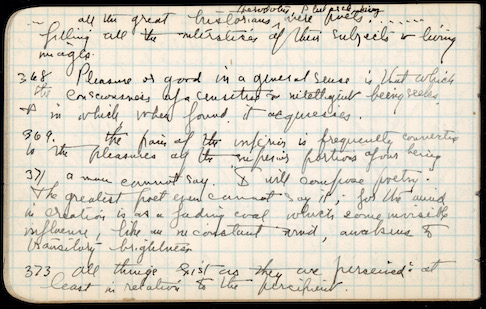 Herodotus, Plutarch, Livy
— all the great historians, were poets . . . . . .
filling all the interstices of their subjects w living
images.
368. Pleasure or good in a general sense is that which
the consciousness of a sensitive & intelligent being seeks,
& in which, when found, it acquiesces.
369. the pain of the inferior is frequently connected
to the pleasures of the superior portions of our being
371 a man cannot say. I will compose poetry.
The greatest poet even cannot say it, for the mind
in creation is as a fading coal which some invisible
influence, like an inconstant wind, awakens to
transitory brightness
373 all things exist as they are perceived: at
least in relation to the percipient.